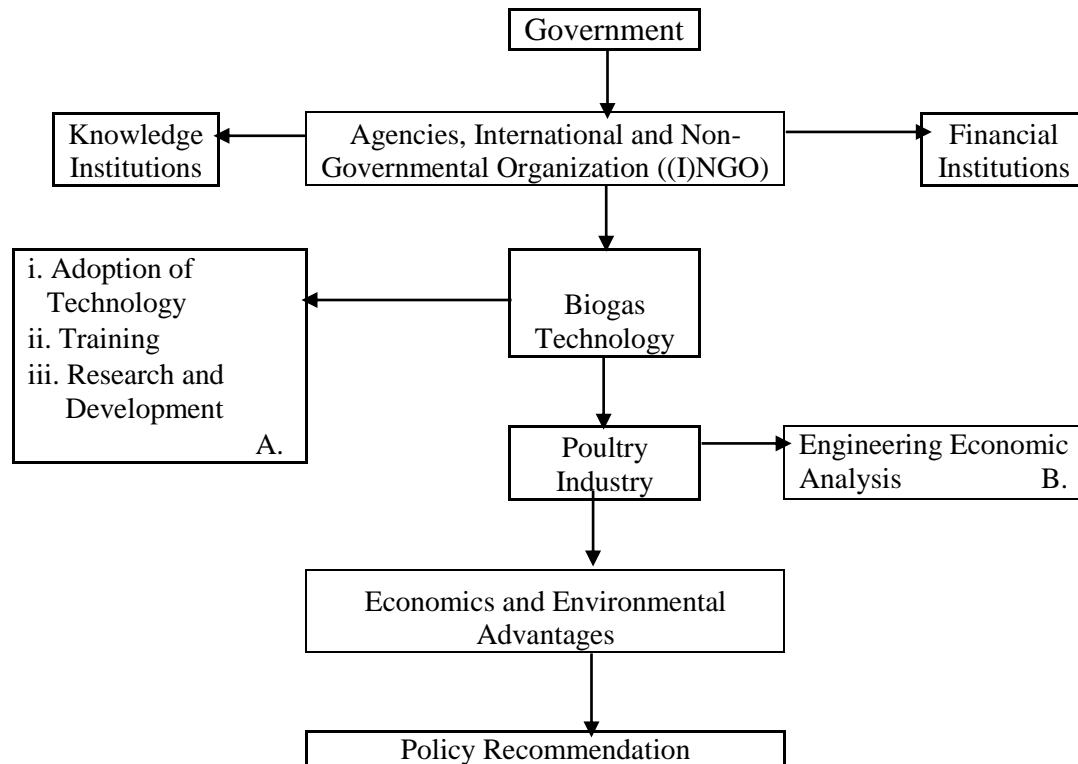 Government
Knowledge
Institutions
Agencies, International and Non-
Governmental Organization ((I)NGO)
Financial
Institutions
i. Adoption of
Technology
ii. Training
iii. Research and
Development
A.
Biogas
Technology
Poultry
Industry
Engineering Economic
Analysis B.
Economics and Environmental
Advantages
Policy Recommendation